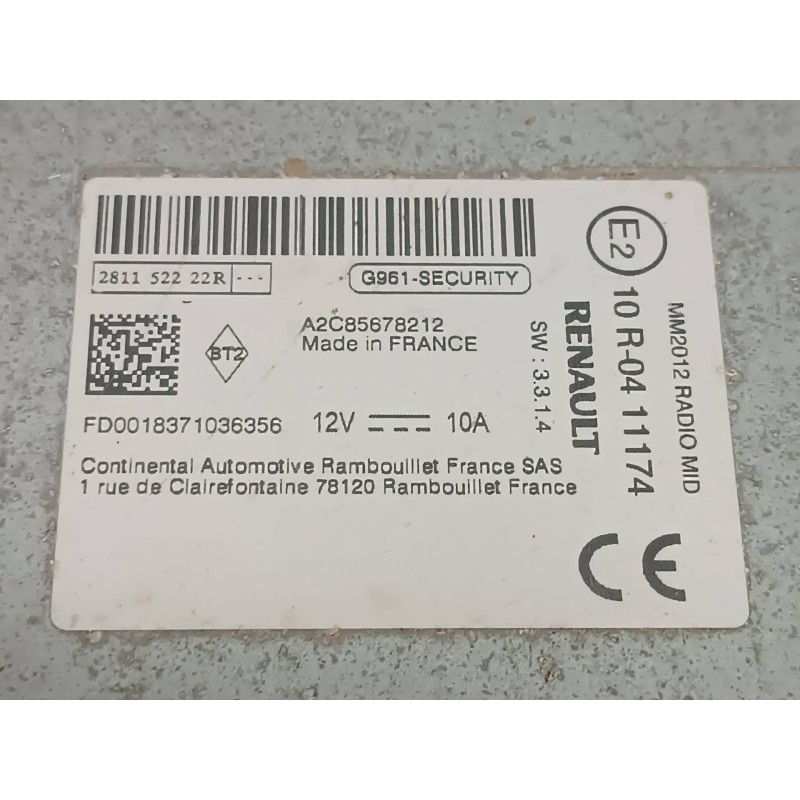 2811 522 22R ---
G961-SECURITY
BT2
A2C85678212
Made in FRANCE
FD0018371036356
12V 10A
Continental Automotive Rambouillet France SAS
1 rue de Clairefontaine 78120 Rambouillet France
SW : 3.3.1.4
RENAULT
E2
10 R-04 11174
MM2012 RADIO MID
CE